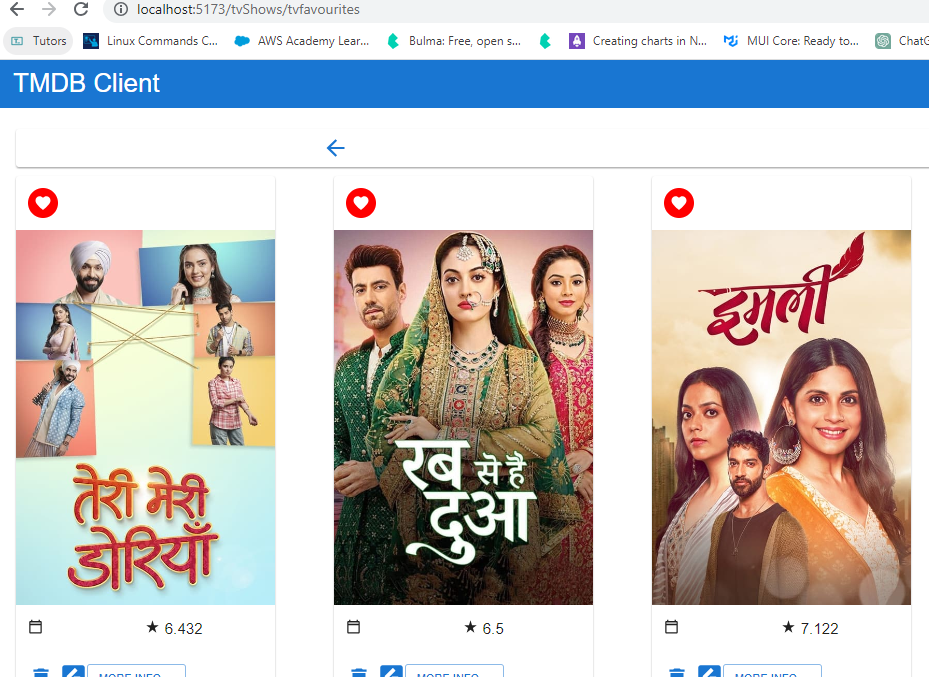 localhost:5173/tvShows/tvfavourites
Tutors
Linux Commands C...
AWS Academy Lear...
Bulma: Free, open s...
Creating charts in N...
MUI Core: Ready to...
ChatG
TMDB Client
तेरी मेरी
डोरियाँ
रब से है
दुआ
इमली
6.432
6.5
7.122
MORE INFO
MORE INFO
MORE INFO